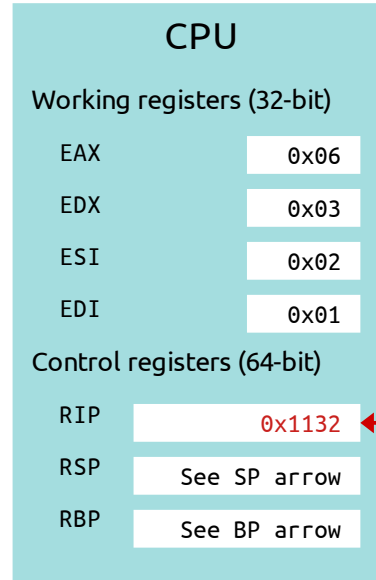 CPU
Working registers (32-bit)
EAX 0x06
EDX 0x03
ESI 0x02
EDI 0x01
Control registers (64-bit)
RIP 0x1132
RSP See SP arrow
RBP See BP arrow